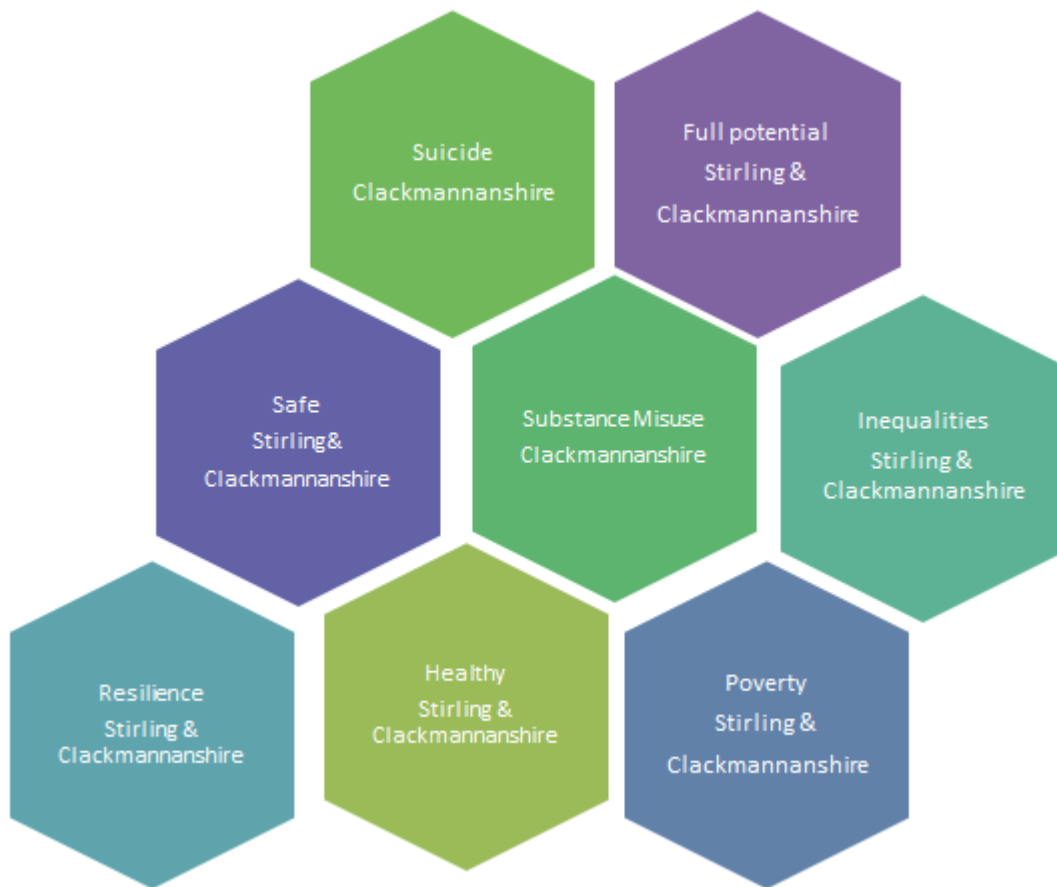 Suicide
Clackmannanshire
Full potential
Stirling &
Clackmannanshire
Safe
Stirling&
Clackmannanshire
Substance Misuse
Clackmannanshire
Inequalities
Stirling &
Clackmannanshire
Resilience
Stirling &
Clackmannanshire
Healthy
Stirling &
Clackmannanshire
Poverty
Stirling &
Clackmannanshire